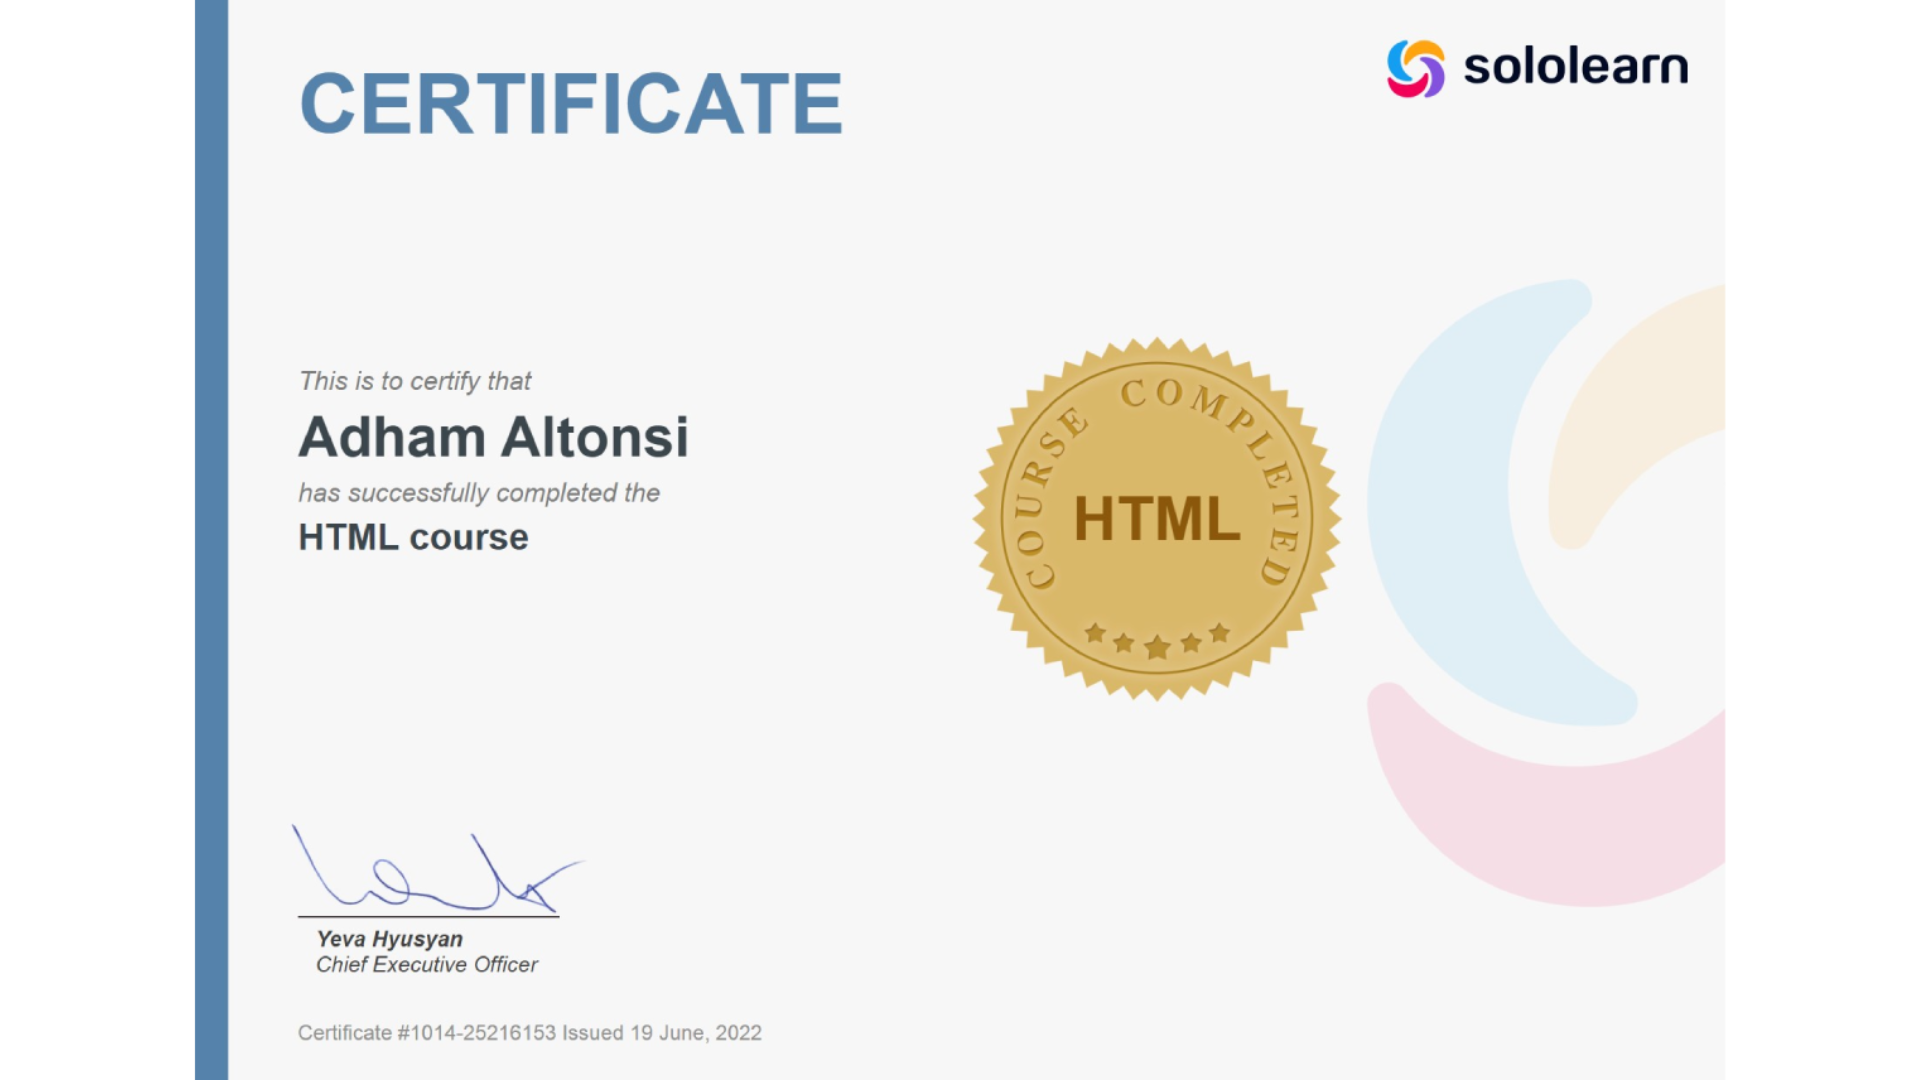 CERTIFICATE
sololearn
This is to certify that
Adham Altonsi
has successfully completed the
HTML course
COURSE COMPLETED
HTML
Yeva Hyusyan
Chief Executive Officer
Certificate #1014-25216153 Issued 19 June, 2022